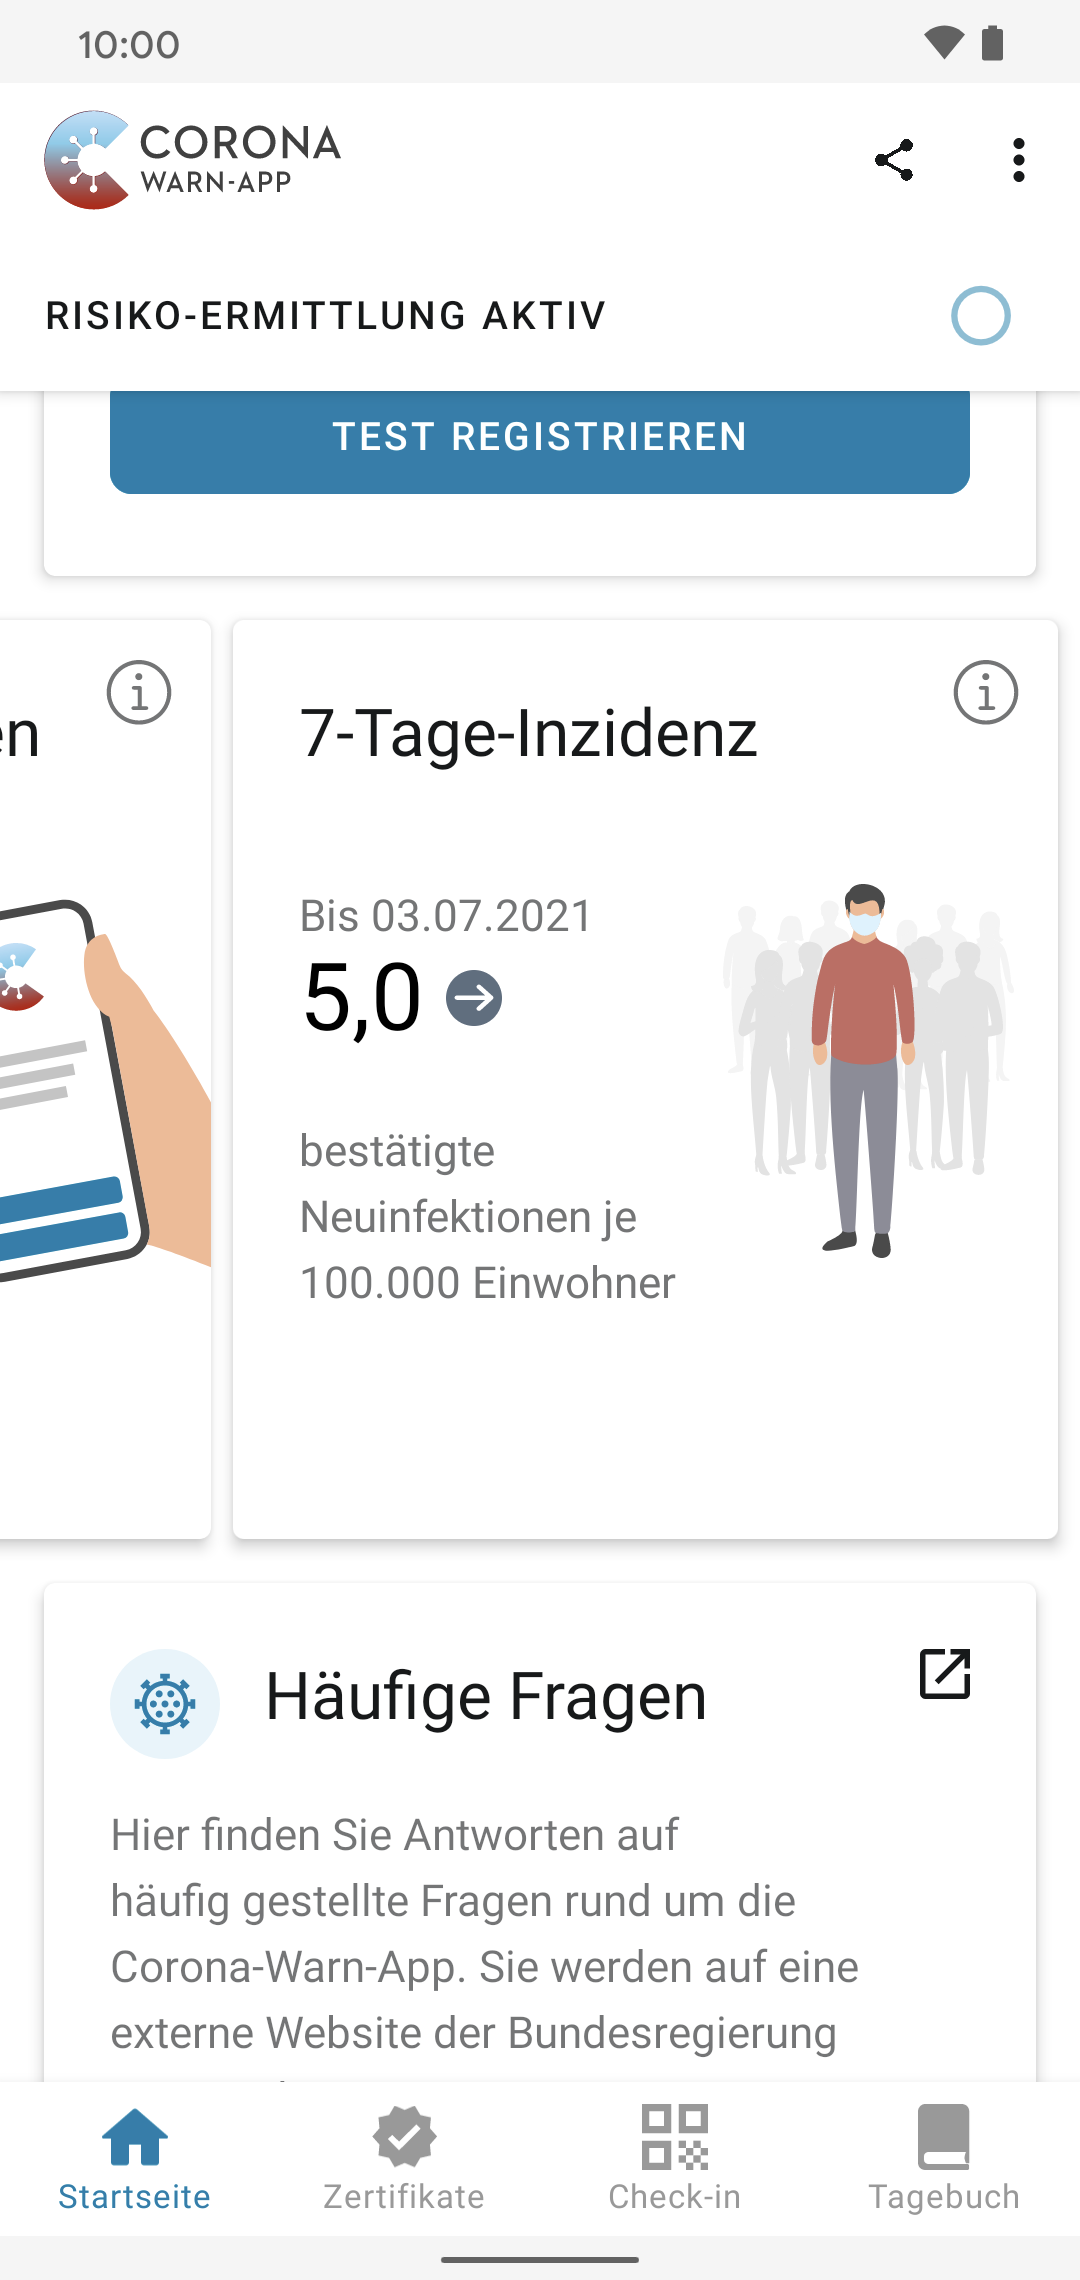 10:00
CORONA
WARN-APP
RISIKO-ERMITTLUNG AKTIV
TEST REGISTRIEREN
en
7-Tage-Inzidenz
Bis 03.07.2021
5,0
bestätigte
Neuinfektionen je
100.000 Einwohner
Häufige Fragen
Hier finden Sie Antworten auf
häufig gestellte Fragen rund um die
Corona-Warn-App. Sie werden auf eine
externe Website der Bundesregierung
Startseite
Zertifikate
Check-in
Tagebuch